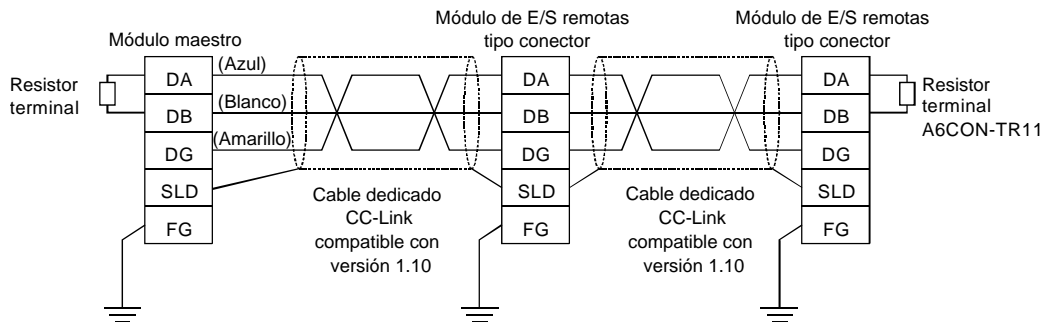 Módulo maestro
Resistor
terminal
DA
DB
DG
SLD
FG
(Azul)
(Blanco)
(Amarillo)
Cable dedicado
CC-Link
compatible con
versión 1.10
Módulo de E/S remotas
tipo conector
DA
DB
DG
SLD
FG
Cable dedicado
CC-Link
compatible con
versión 1.10
Módulo de E/S remotas
tipo conector
DA
DB
DG
SLD
FG
Resistor
terminal
A6CON-TR11